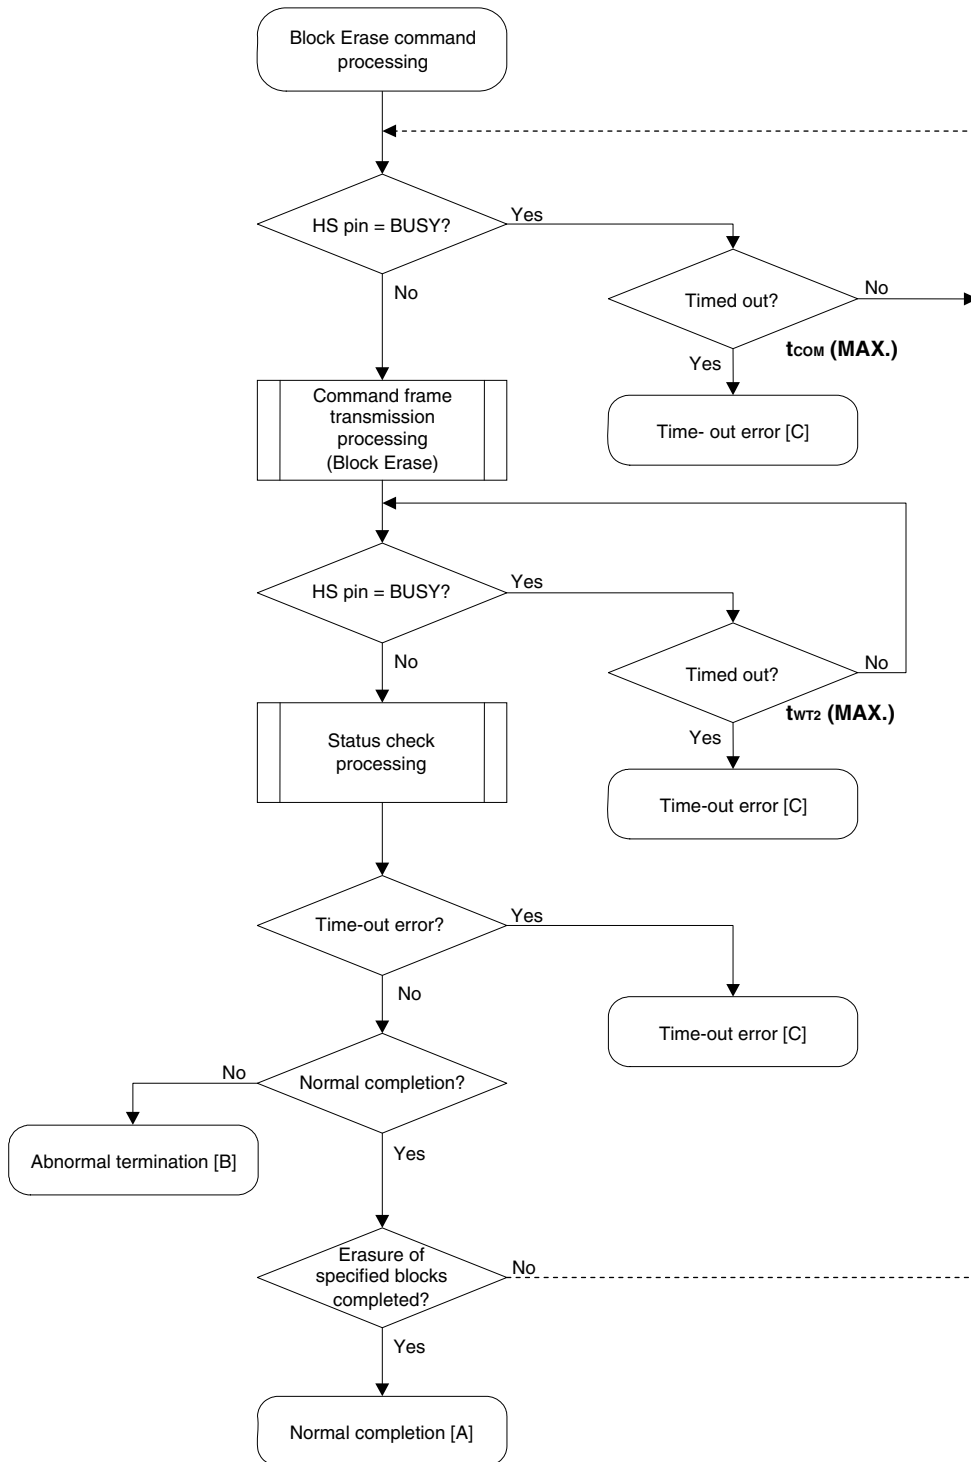 Block Erase command
processing
HS pin = BUSY?
Yes
No
Timed out?
No
tCOM (MAX.)
Yes
Time- out error [C]
Command frame
transmission
processing
(Block Erase)
HS pin = BUSY?
Yes
No
Timed out?
No
tWT2 (MAX.)
Yes
Time-out error [C]
Status check
processing
Time-out error?
Yes
No
Time-out error [C]
Normal completion?
No
Yes
Abnormal termination [B]
Erasure of
specified blocks
completed?
No
Yes
Normal completion [A]